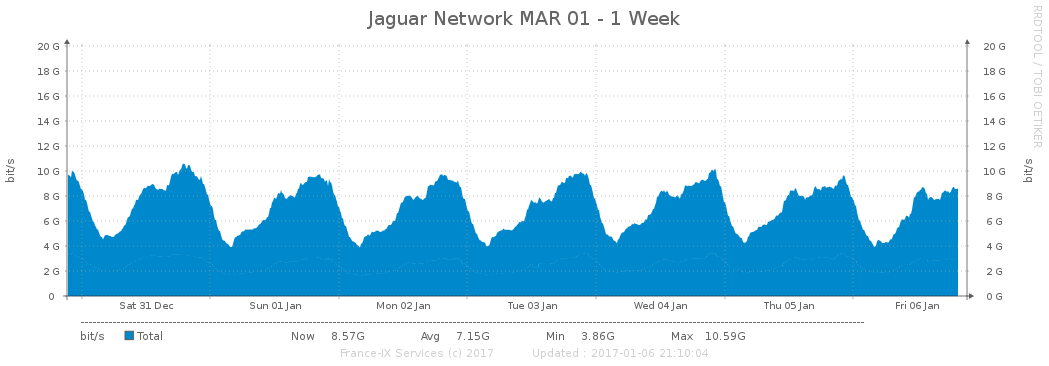 Jaguar Network MAR 01 - 1 Week
RRDTOOL / TOBI OETIKER
bit/s
20 G 20 G
18 G 18 G
16 G 16 G
14 G 14 G
12 G 12 G
10 G 10 G
8 G 8 G
6 G 6 G
4 G 4 G
2 G 2 G
0 0 G
bit/s
Sat 31 Dec Sun 01 Jan Mon 02 Jan Tue 03 Jan Wed 04 Jan Thu 05 Jan Fri 06 Jan
bit/s Total Now 8.57G Avg 7.15G Min 3.86G Max 10.59G
France-IX Services (c) 2017 Updated : 2017-01-06 21:10:04